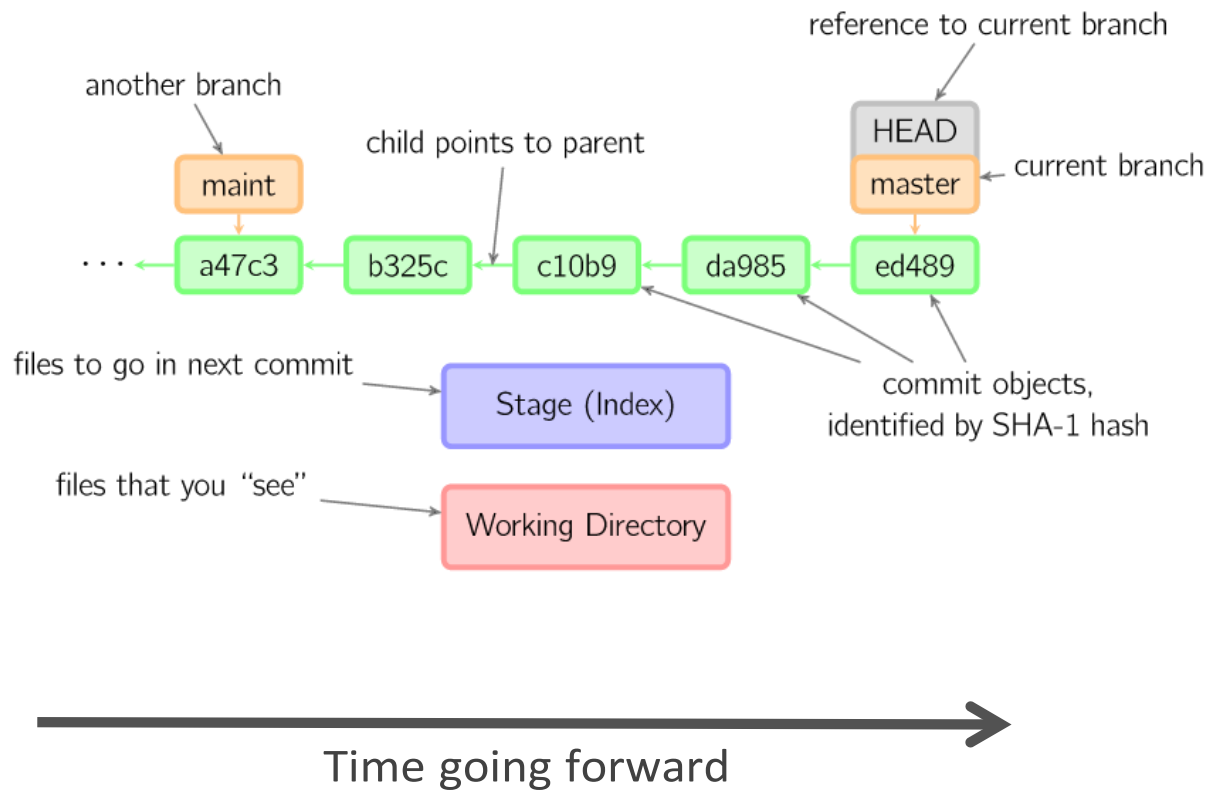 reference to current branch
another branch
child points to parent
HEAD
maint
master
current branch
· · ·
a47c3
b325c
c10b9
da985
ed489
files to go in next commit
Stage (Index)
commit objects,
identified by SHA-1 hash
files that you “see”
Working Directory
Time going forward